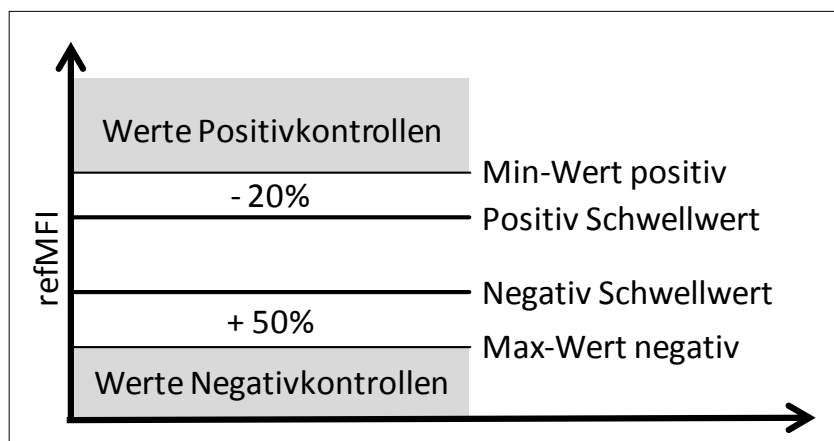 Werte Positivkontrollen
Min-Wert positiv
- 20%
Positiv Schwellwert
refMFI
Negativ Schwellwert
+ 50%
Max-Wert negativ
Werte Negativkontrollen